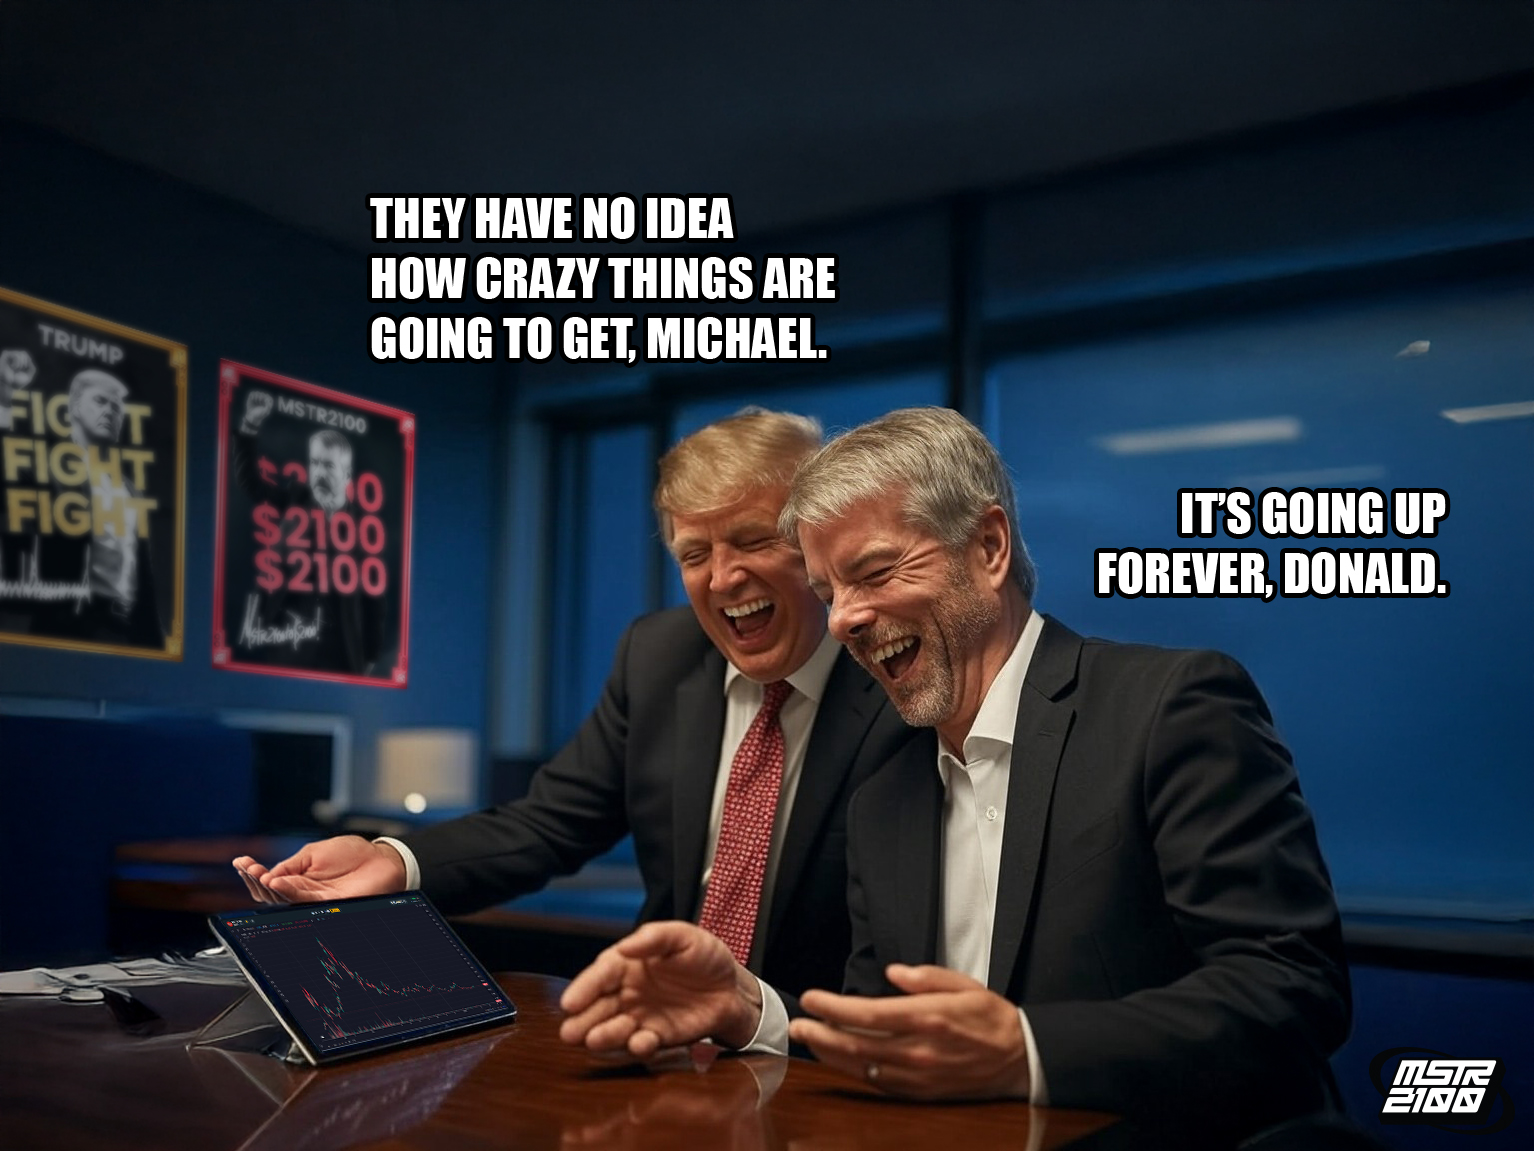 THEY HAVE NO IDEA
HOW CRAZY THINGS ARE
GOING TO GET, MICHAEL.
TRUMP
FIGHT
FIGHT
FIGHT
MSTR2100
$2100
$2100
$2100
IT'S GOING UP
FOREVER, DONALD.
MSTR
2100